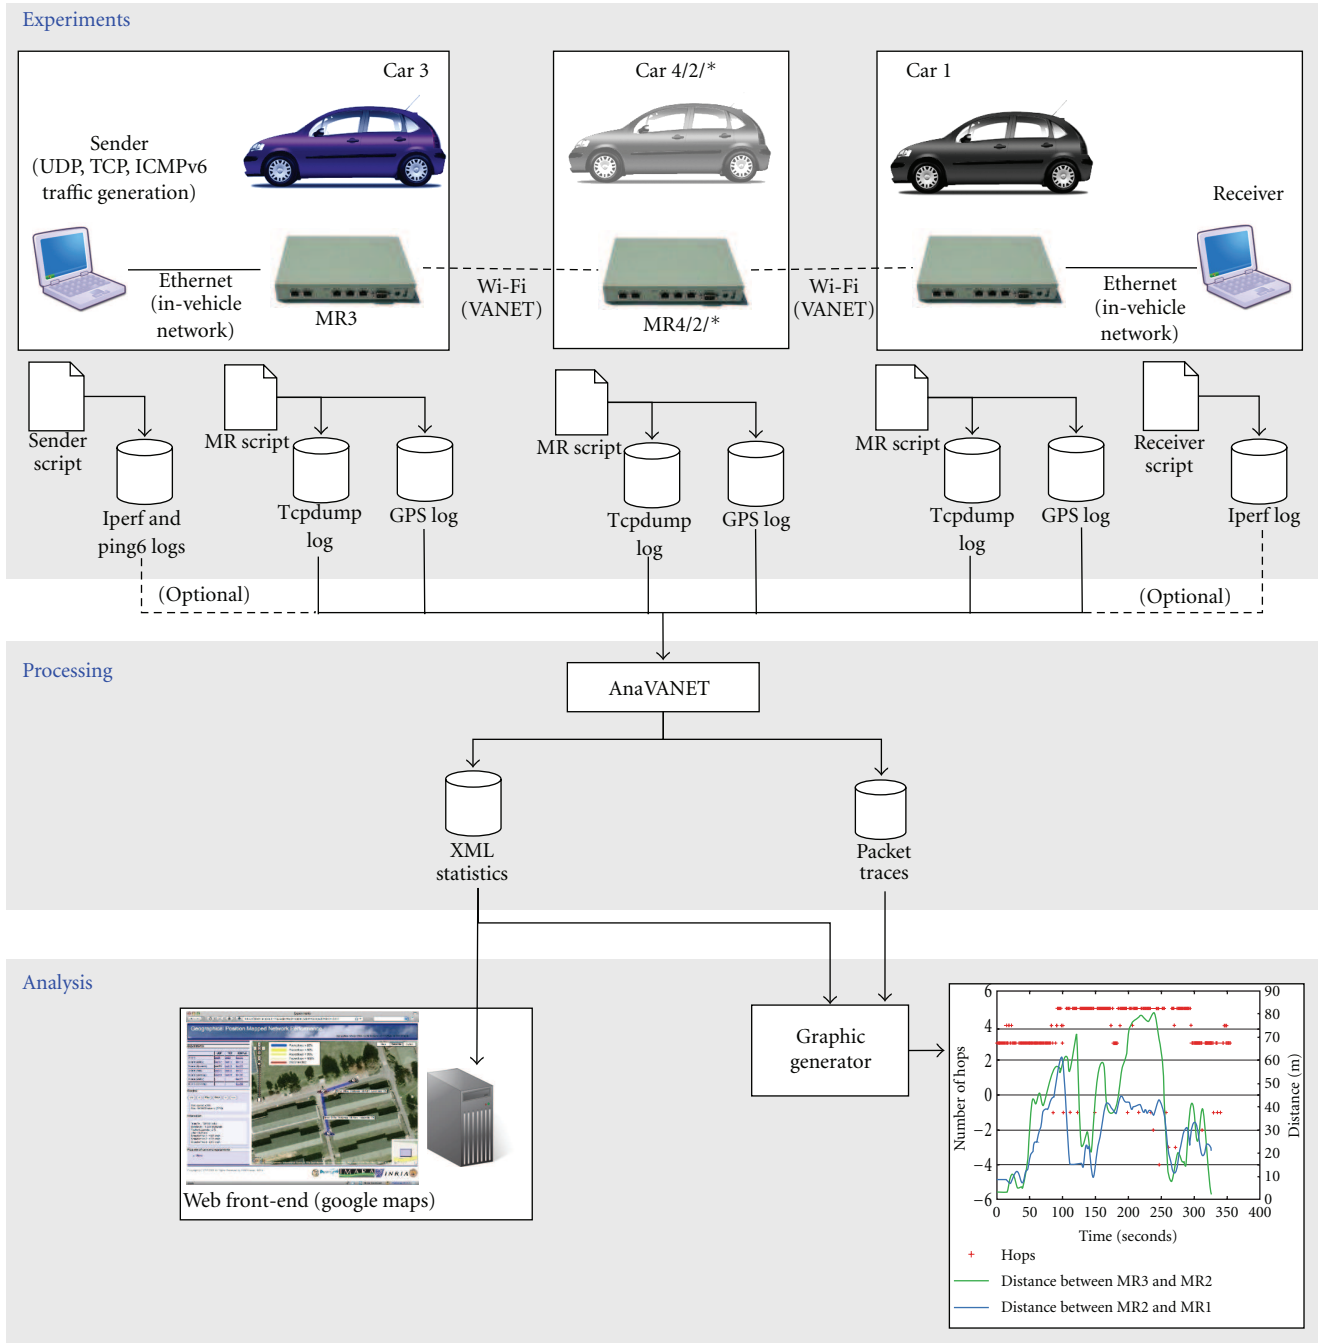 Experiments
Car 3
Car 4/2/*
Car 1
Sender
(UDP, TCP, ICMPv6
traffic generation)
Receiver
Ethernet
(in-vehicle
network)
MR3
Wi-Fi
(VANET)
MR4/2/*
Wi-Fi
(VANET)
Ethernet
(in-vehicle
network)
Sender
script
Iperf and
ping6 logs
MR script
Tcpdump
log
GPS log
MR script
Tcpdump
log
GPS log
MR script
Tcpdump
log
GPS log
Receiver
script
Iperf log
(Optional)
(Optional)
Processing
AnaVANET
XML
statistics
Packet
traces
Analysis
Geographical Position Mapped Network
IMARA
INRIA
Web front-end (google maps)
Graphic
generator
Number of hops
6
4
2
0
−2
−4
−6
90
80
70
60
50
40
30
20
10
0
Distance (m)
0 50 100 150 200 250 300 350 400
Time (seconds)
Hops
Distance between MR3 and MR2
Distance between MR2 and MR1